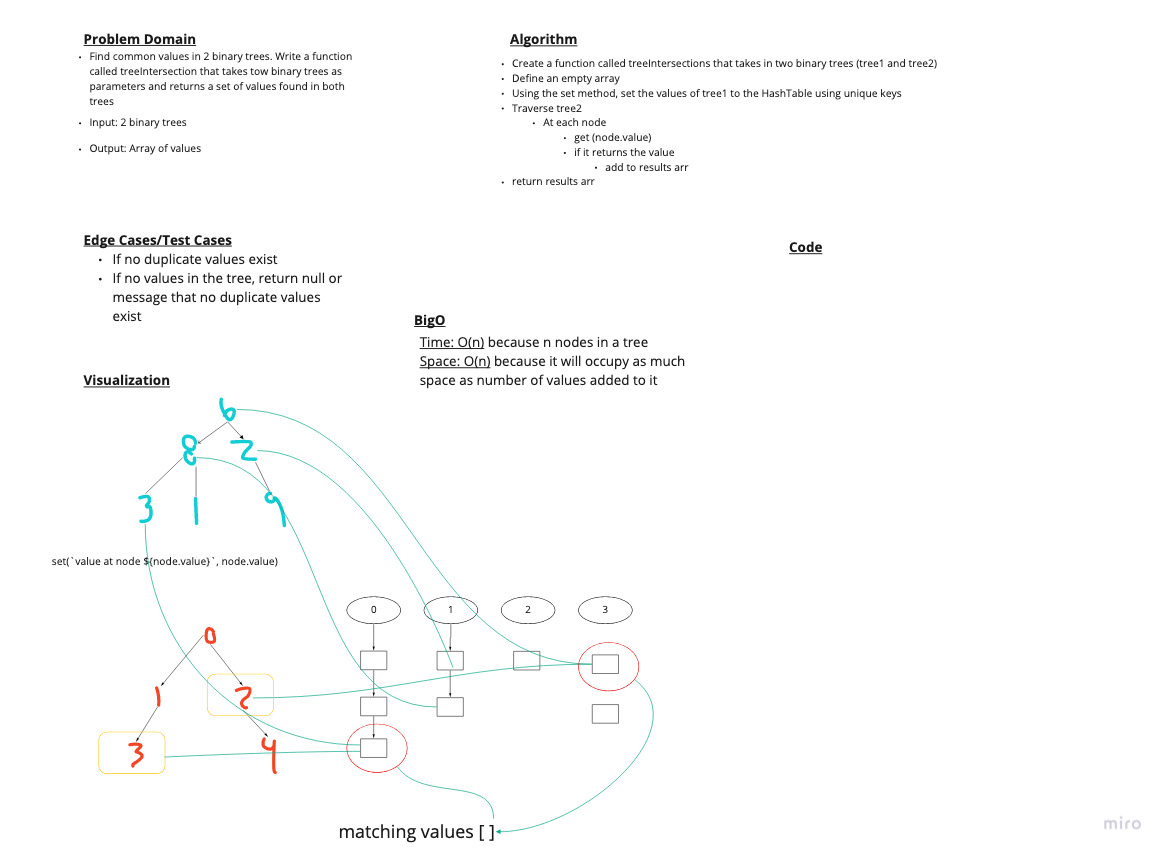 Problem Domain
• Find common values in 2 binary trees. Write a function
called treeIntersection that takes tow binary trees as
parameters and returns a set of values found in both
trees
• Input: 2 binary trees
• Output: Array of values
Algorithm
• Create a function called treeIntersections that takes in two binary trees (tree1 and tree2)
• Define an empty array
• Using the set method, set the values of tree1 to the HashTable using unique keys
• Traverse tree2
• At each node
• get (node.value)
• if it returns the value
• add to results arr
• return results arr
Edge Cases/Test Cases
• If no duplicate values exist
• If no values in the tree, return null or
message that no duplicate values
exist
Code
BigO
Time: O(n) because n nodes in a tree
Space: O(n) because it will occupy as much
space as number of values added to it
Visualization
6
8 2
3 1 9
set(`value at node ${node.value}`, node.value)
0 1 2 3
0
1 2
3 4
matching values [ ]
miro